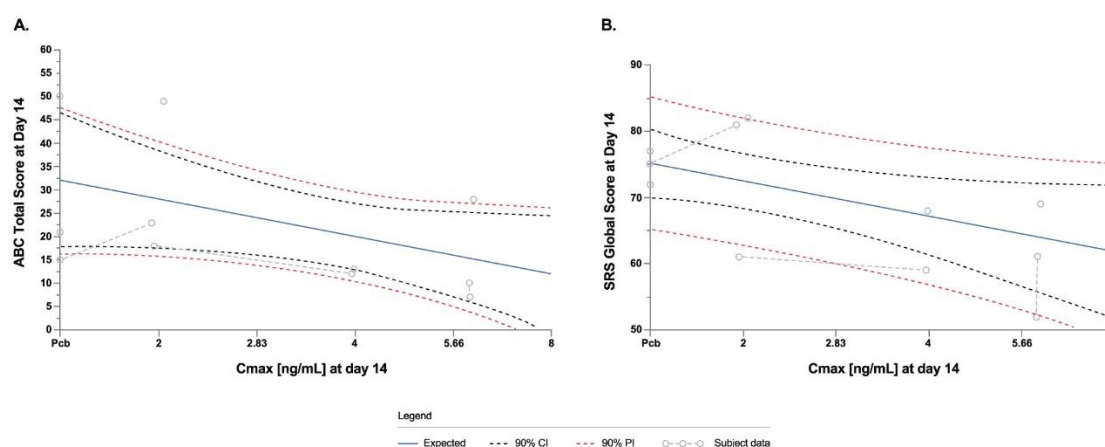 A.
ABC Total Score at Day 14
60
55
50
45
40
35
30
25
20
15
10
5
0
Pcb 2 2.83 4 5.66 8
Cmax [ng/mL] at day 14
B.
SRS Global Score at Day 14
90
80
70
60
50
Pcb 2 2.83 4 5.66
Cmax [ng/mL] at day 14
Legend
Expected 90% CI 90% PI Subject data